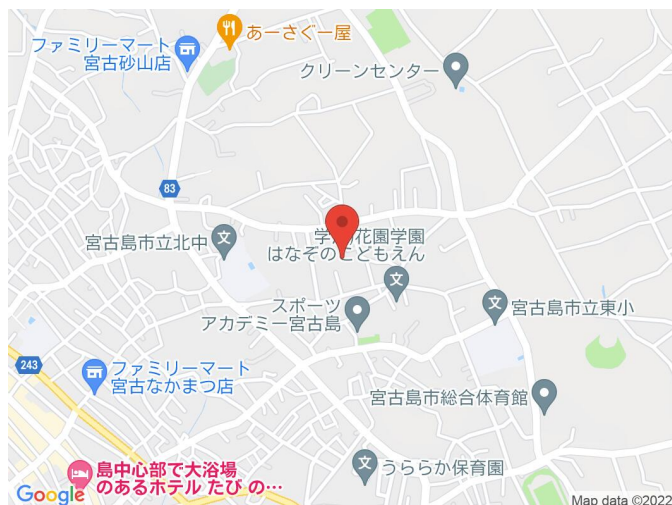 ファミリーマート
宮古砂山店
あーさぐー屋
クリーンセンター
83
宮古島市立北中
文
学
花園学園
はなぞのこどもえん
文
スポーツ
アカデミー宮古島
文
宮古島市立東小
243
ファミリーマート
宮古なかまつ店
宮古島市総合体育館
島中心部で大浴場
のあるホテル たび の…
文
うららか保育園
Google
Map data ©2022